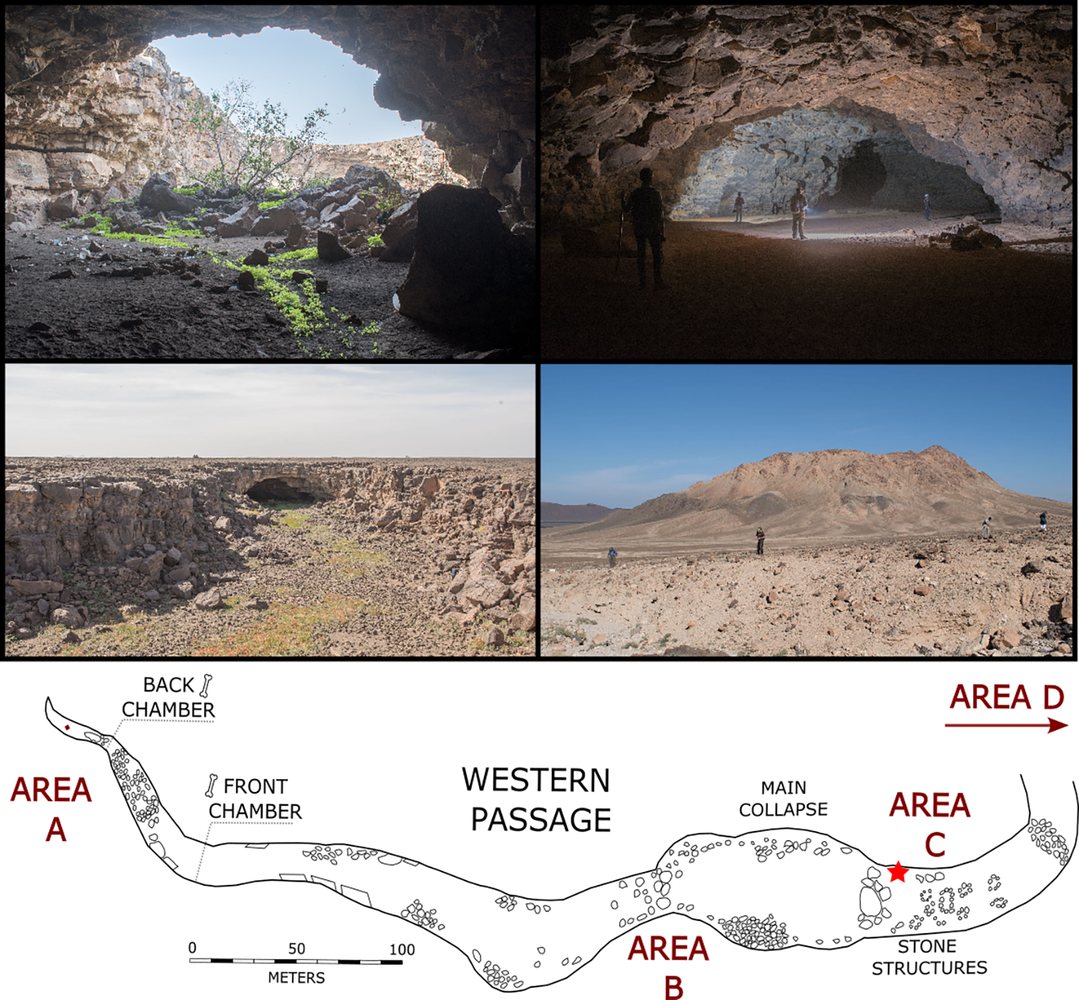 BACK
CHAMBER
AREA D
FRONT
CHAMBER
AREA
A
WESTERN
PASSAGE
MAIN
COLLAPSE
AREA
C
AREA
B
STONE
STRUCTURES
0 50 100
METERS